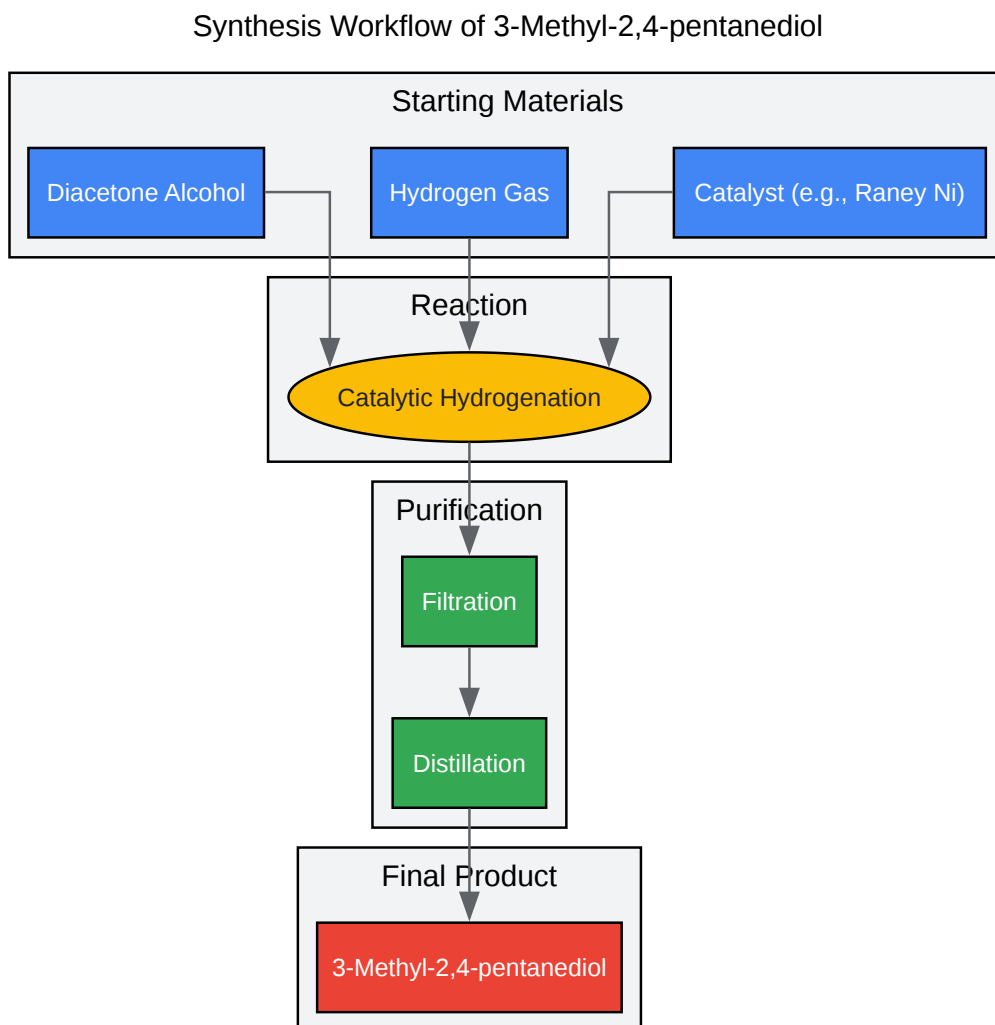 Synthesis Workflow of 3-Methyl-2,4-pentanediol
Starting Materials
Diacetone Alcohol
Hydrogen Gas
Catalyst (e.g., Raney Ni)
Reaction
Catalytic Hydrogenation
Purification
Filtration
Distillation
Final Product
3-Methyl-2,4-pentanediol